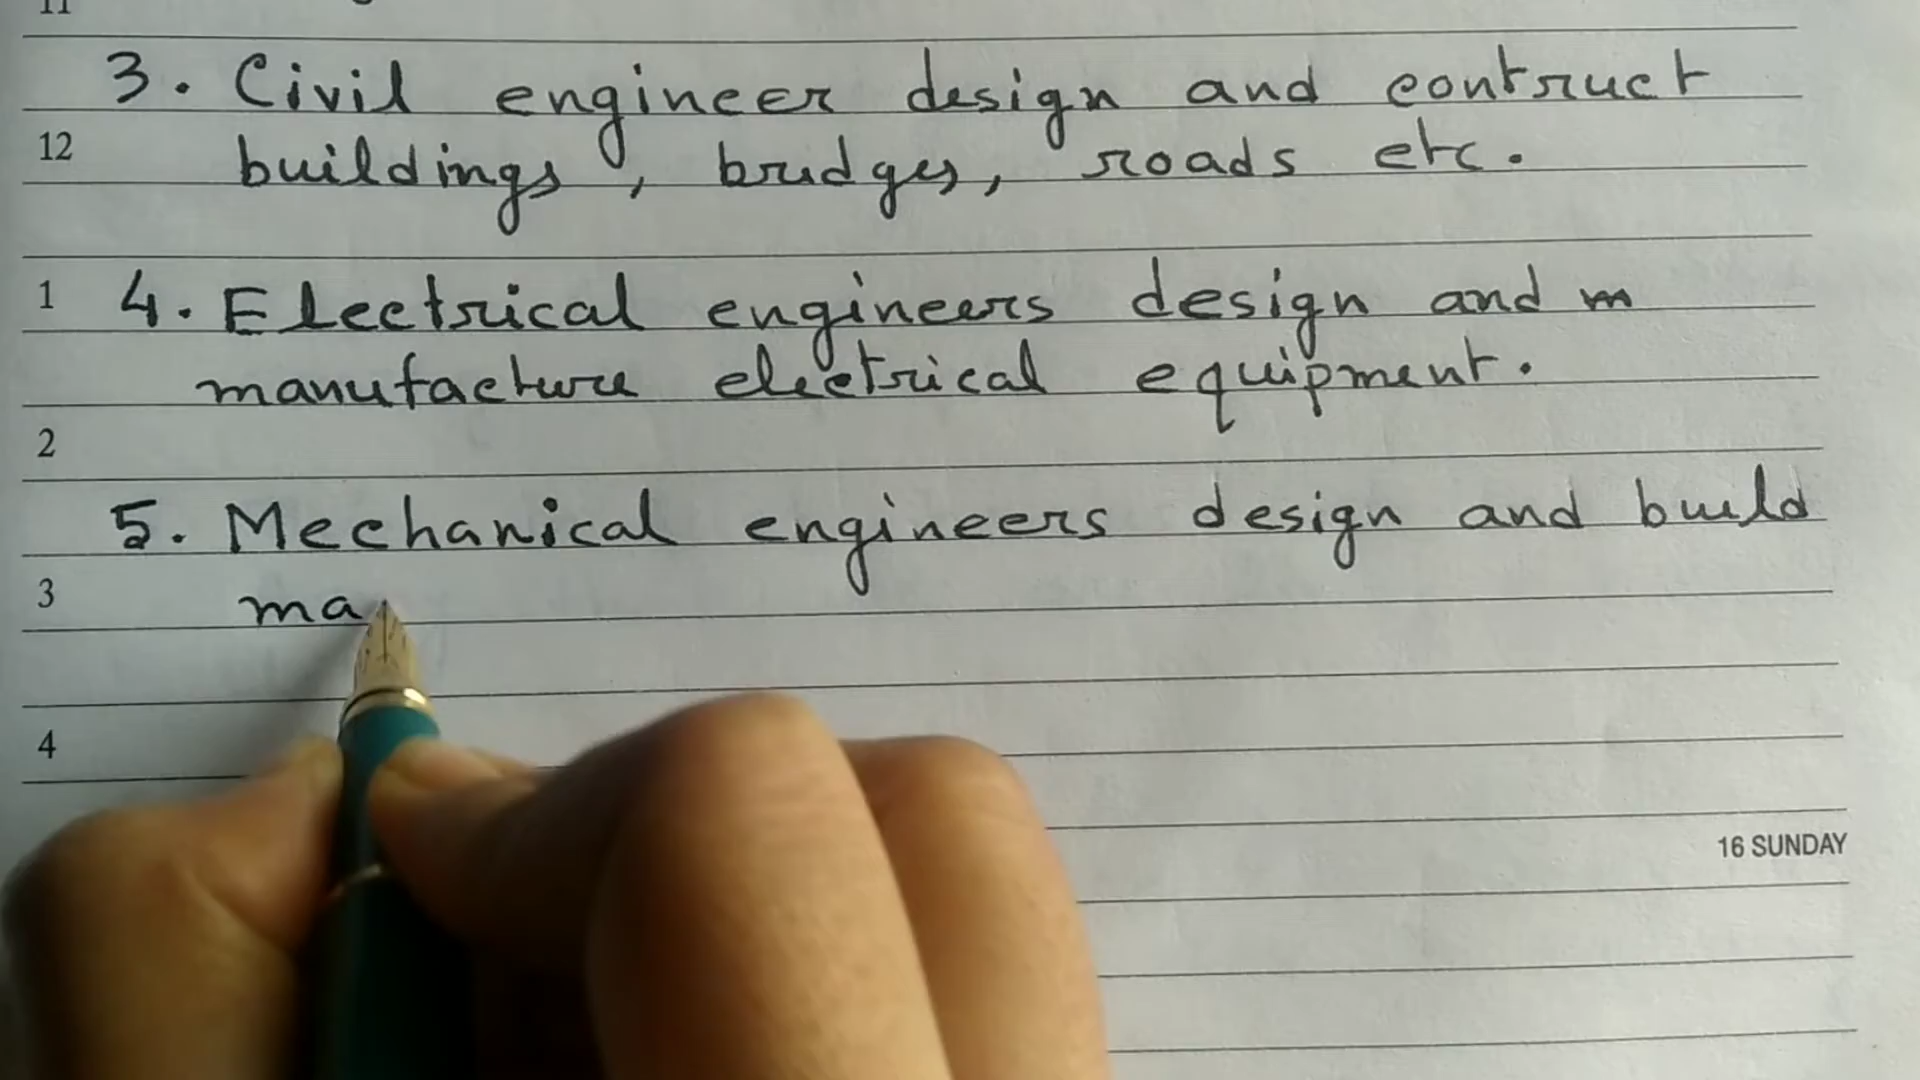 11
3. Civil engineer design and contruct
12
buildings, bridges, roads etc.
1 4. Electrical engineers design and m
manufacture electrical equipment.
2
5. Mechanical engineers design and build
3 ma
4
16 SUNDAY